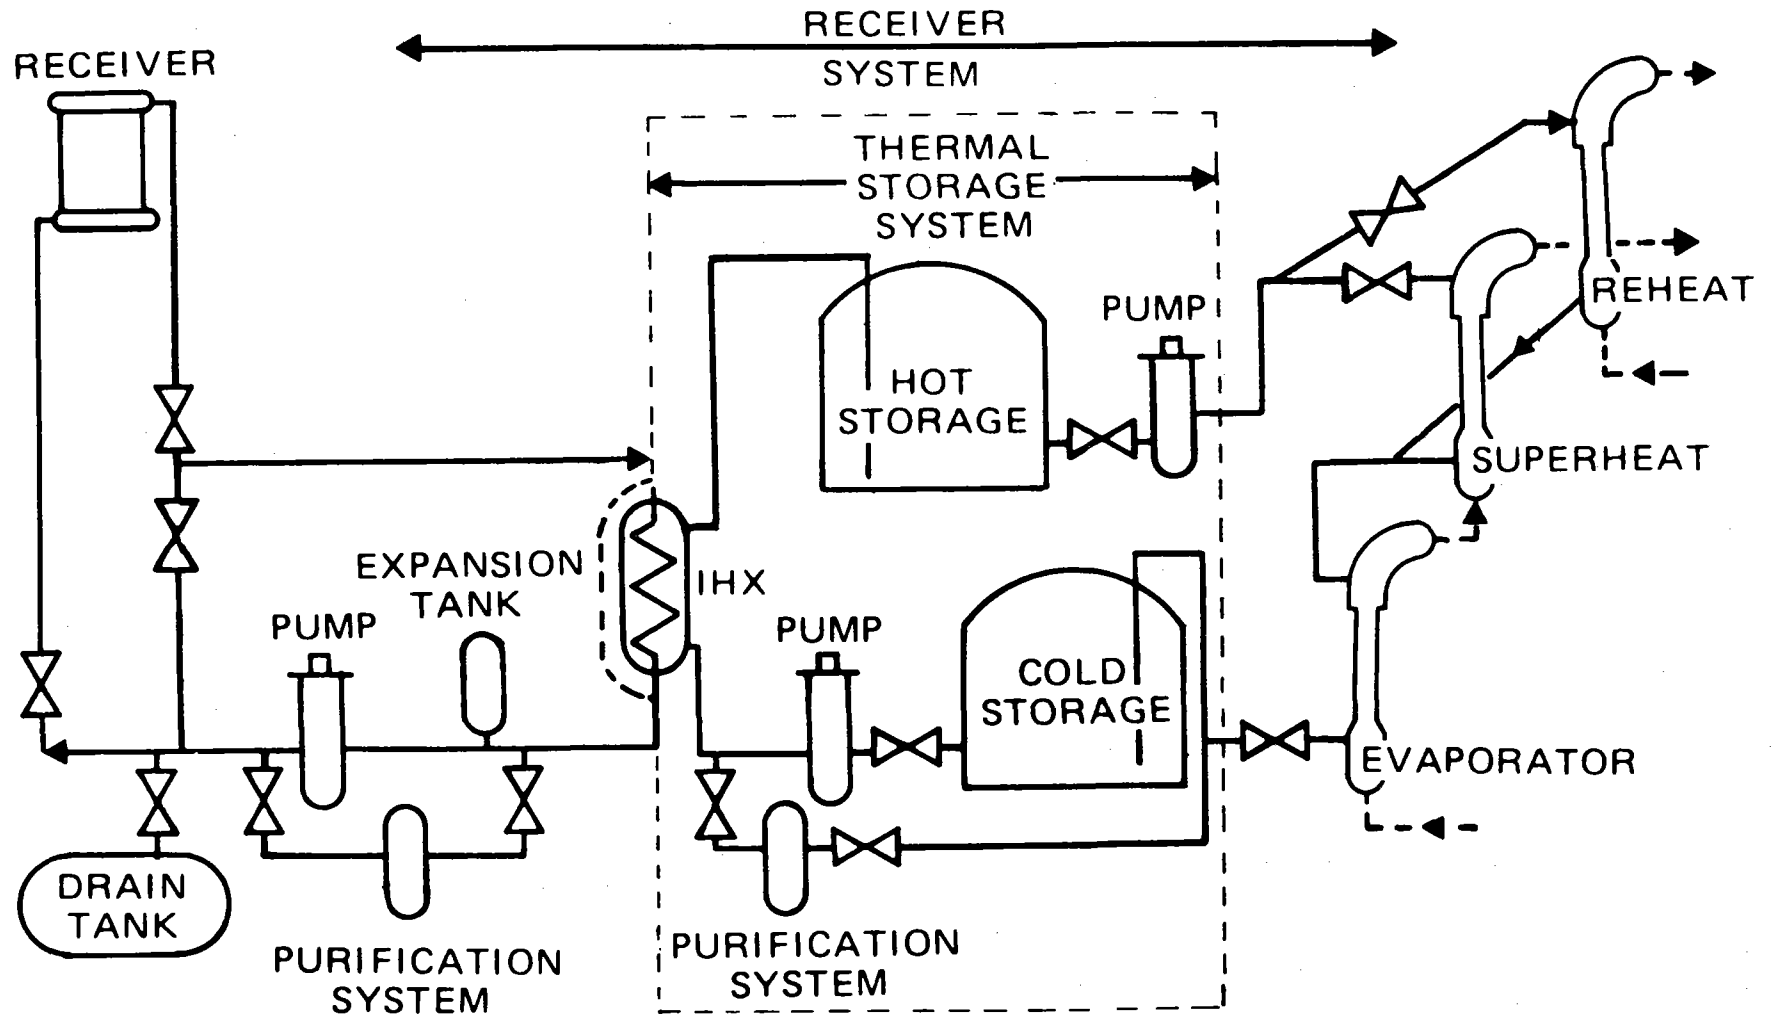 RECEIVER
SYSTEM
RECEIVER
THERMAL
STORAGE
SYSTEM
REHEAT
PUMP
HOT
STORAGE
SUPERHEAT
EXPANSION
TANK
IHX
PUMP
PUMP
COLD
STORAGE
EVAPORATOR
DRAIN
TANK
PURIFICATION
SYSTEM
PURIFICATION
SYSTEM